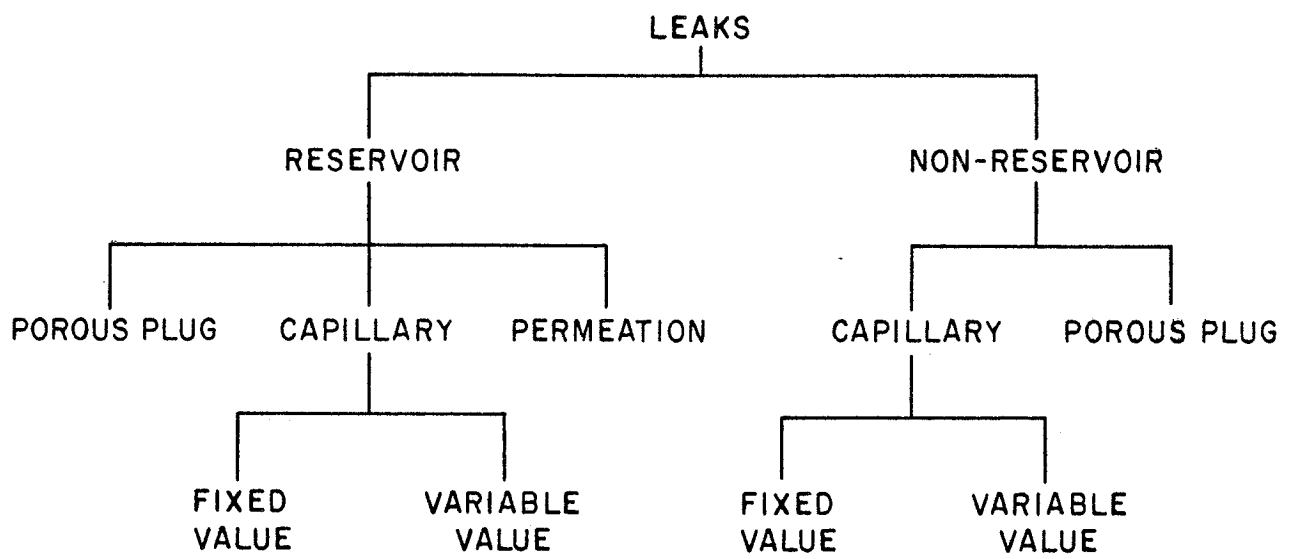 LEAKS
RESERVOIR NON-RESERVOIR
POROUS PLUG CAPILLARY PERMEATION CAPILLARY POROUS PLUG
FIXED VARIABLE FIXED VARIABLE
VALUE VALUE VALUE VALUE